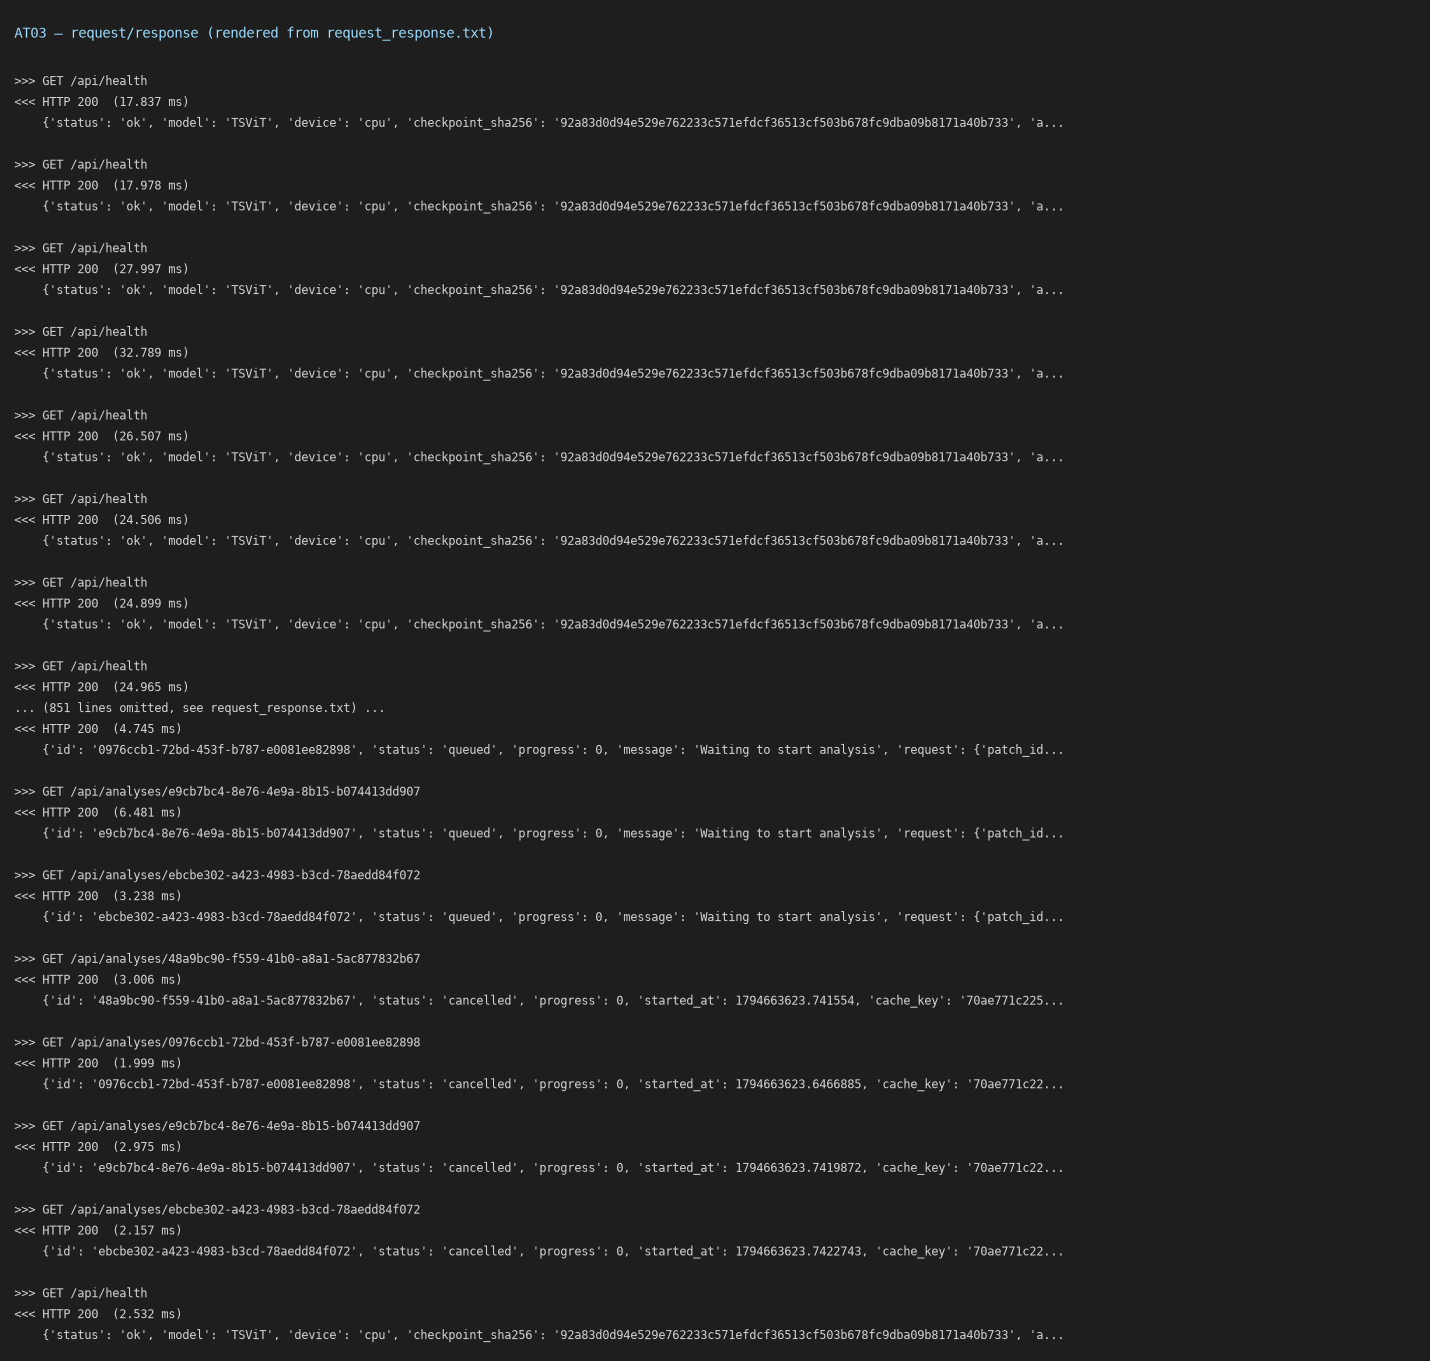 AT03 — request/response (rendered from request_response.txt)
>>> GET /api/health
<<< HTTP 200  (17.837 ms)
    {'status': 'ok', 'model': 'TSViT', 'device': 'cpu', 'checkpoint_sha256': '92a83d0d94e529e762233c571efdcf36513cf503b678fc9dba09b8171a40b733', 'a...
>>> GET /api/health
<<< HTTP 200  (17.978 ms)
    {'status': 'ok', 'model': 'TSViT', 'device': 'cpu', 'checkpoint_sha256': '92a83d0d94e529e762233c571efdcf36513cf503b678fc9dba09b8171a40b733', 'a...
>>> GET /api/health
<<< HTTP 200  (27.997 ms)
    {'status': 'ok', 'model': 'TSViT', 'device': 'cpu', 'checkpoint_sha256': '92a83d0d94e529e762233c571efdcf36513cf503b678fc9dba09b8171a40b733', 'a...
>>> GET /api/health
<<< HTTP 200  (32.789 ms)
    {'status': 'ok', 'model': 'TSViT', 'device': 'cpu', 'checkpoint_sha256': '92a83d0d94e529e762233c571efdcf36513cf503b678fc9dba09b8171a40b733', 'a...
>>> GET /api/health
<<< HTTP 200  (26.507 ms)
    {'status': 'ok', 'model': 'TSViT', 'device': 'cpu', 'checkpoint_sha256': '92a83d0d94e529e762233c571efdcf36513cf503b678fc9dba09b8171a40b733', 'a...
>>> GET /api/health
<<< HTTP 200  (24.506 ms)
    {'status': 'ok', 'model': 'TSViT', 'device': 'cpu', 'checkpoint_sha256': '92a83d0d94e529e762233c571efdcf36513cf503b678fc9dba09b8171a40b733', 'a...
>>> GET /api/health
<<< HTTP 200  (24.899 ms)
    {'status': 'ok', 'model': 'TSViT', 'device': 'cpu', 'checkpoint_sha256': '92a83d0d94e529e762233c571efdcf36513cf503b678fc9dba09b8171a40b733', 'a...
>>> GET /api/health
<<< HTTP 200  (24.965 ms)
... (851 lines omitted, see request_response.txt) ...
<<< HTTP 200  (4.745 ms)
    {'id': '0976ccb1-72bd-453f-b787-e0081ee82898', 'status': 'queued', 'progress': 0, 'message': 'Waiting to start analysis', 'request': {'patch_id...
>>> GET /api/analyses/e9cb7bc4-8e76-4e9a-8b15-b074413dd907
<<< HTTP 200  (6.481 ms)
    {'id': 'e9cb7bc4-8e76-4e9a-8b15-b074413dd907', 'status': 'queued', 'progress': 0, 'message': 'Waiting to start analysis', 'request': {'patch_id...
>>> GET /api/analyses/ebcbe302-a423-4983-b3cd-78aedd84f072
<<< HTTP 200  (3.238 ms)
    {'id': 'ebcbe302-a423-4983-b3cd-78aedd84f072', 'status': 'queued', 'progress': 0, 'message': 'Waiting to start analysis', 'request': {'patch_id...
>>> GET /api/analyses/48a9bc90-f559-41b0-a8a1-5ac877832b67
<<< HTTP 200  (3.006 ms)
    {'id': '48a9bc90-f559-41b0-a8a1-5ac877832b67', 'status': 'cancelled', 'progress': 0, 'started_at': 1794663623.741554, 'cache_key': '70ae771c225...
>>> GET /api/analyses/0976ccb1-72bd-453f-b787-e0081ee82898
<<< HTTP 200  (1.999 ms)
    {'id': '0976ccb1-72bd-453f-b787-e0081ee82898', 'status': 'cancelled', 'progress': 0, 'started_at': 1794663623.6466885, 'cache_key': '70ae771c22...
>>> GET /api/analyses/e9cb7bc4-8e76-4e9a-8b15-b074413dd907
<<< HTTP 200  (2.975 ms)
    {'id': 'e9cb7bc4-8e76-4e9a-8b15-b074413dd907', 'status': 'cancelled', 'progress': 0, 'started_at': 1794663623.7419872, 'cache_key': '70ae771c22...
>>> GET /api/analyses/ebcbe302-a423-4983-b3cd-78aedd84f072
<<< HTTP 200  (2.157 ms)
    {'id': 'ebcbe302-a423-4983-b3cd-78aedd84f072', 'status': 'cancelled', 'progress': 0, 'started_at': 1794663623.7422743, 'cache_key': '70ae771c22...
>>> GET /api/health
<<< HTTP 200  (2.532 ms)
    {'status': 'ok', 'model': 'TSViT', 'device': 'cpu', 'checkpoint_sha256': '92a83d0d94e529e762233c571efdcf36513cf503b678fc9dba09b8171a40b733', 'a...